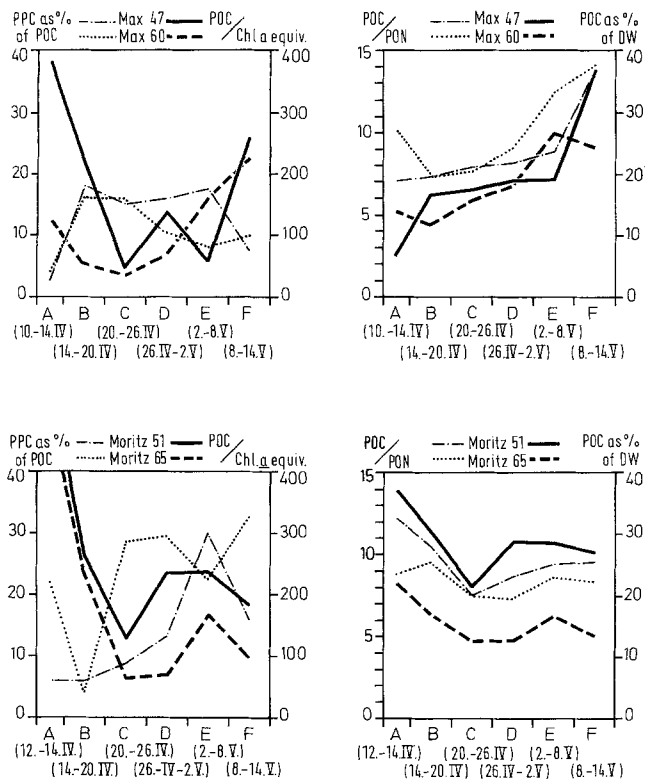 PPC as % —·— Max 47 — POC
of POC ······ Max 60 --- Chl a equiv.
40 400
30 300
20 200
10 100
0 0
A B C D E F
(10.-14.IV) (20.-26.IV) (2.-8.V)
(14.-20.IV) (26.IV-2.V) (8.-14.V)
POC —·— Max 47 — POC as %
PON ······ Max 60 --- of DW
15 40
10 30
5 20
0 10
0
A B C D E F
(10.-14.IV) (20.-26.IV) (2.-8.V)
(14.-20.IV) (26.IV-2.V) (8.-14.V)
PPC as % —·— Moritz 51 — POC
of POC ······ Moritz 65 --- Chl a equiv.
40 400
30 300
20 200
10 100
0 0
A B C D E F
(12.-14.IV.) (20.-26.IV) (2.-8.V.)
(14.-20.IV) (26.-IV-2.V) (8.-14.V)
POC —·— Moritz 51 — POC as %
PON ······ Moritz 65 --- of DW
15 40
10 30
5 20
0 10
0
A B C D E F
(12.-14.IV.) (20.-26.IV) (2.-8.V.)
(14.-20.IV) (26.IV-2.V) (8.-14.V)